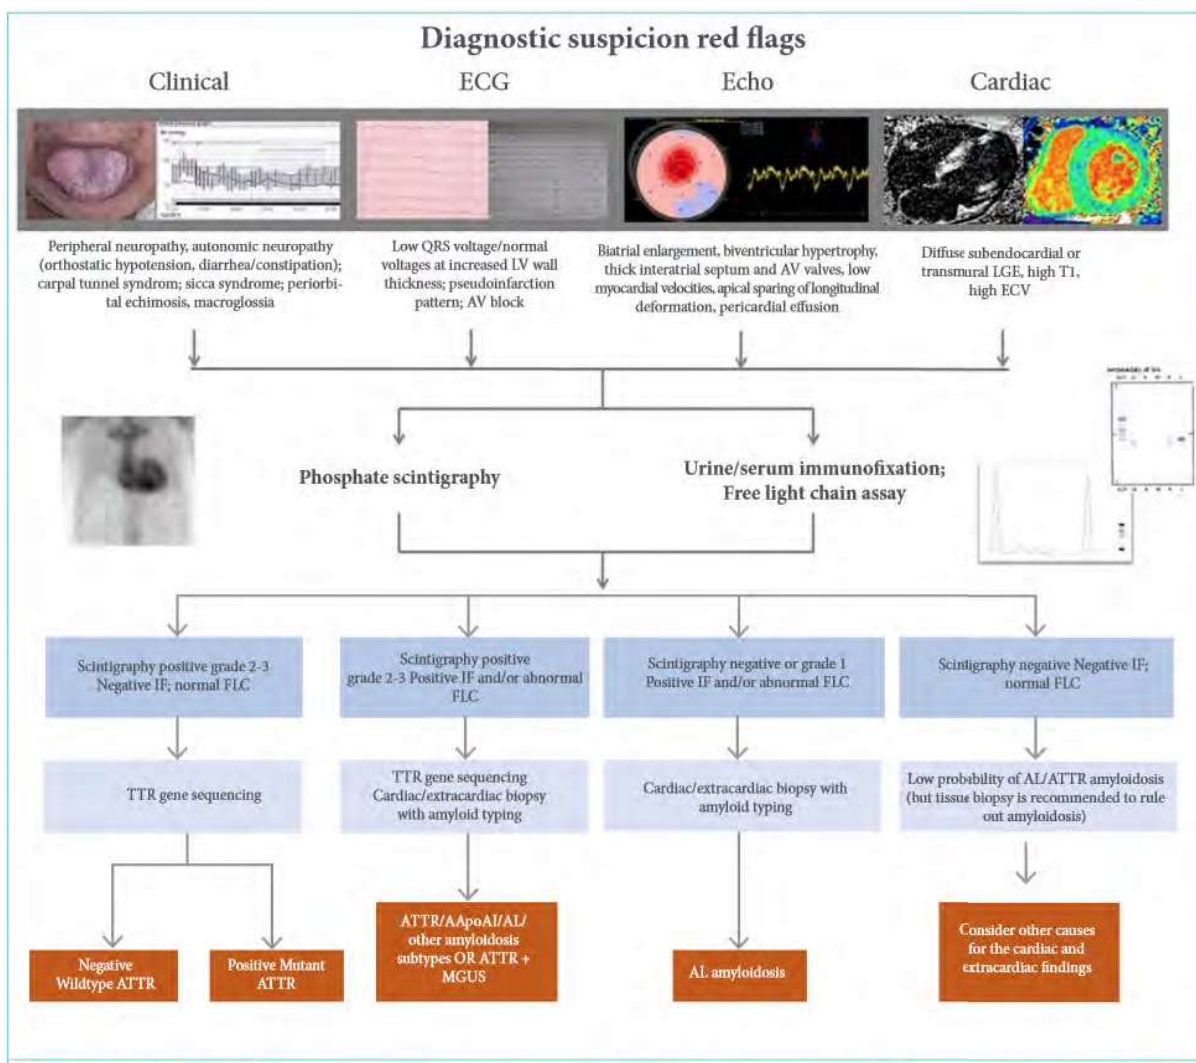 Diagnostic suspicion red flags
Clinical
ECG
Echo
Cardiac
Peripheral neuropathy, autonomic neuropathy
(orthostatic hypotension, diarrhea/constipation);
carpal tunnel syndrom; sicca syndrome; periorbi-
tal echimosis, macroglossia
Low QRS voltage/normal
voltages at increased LV wall
thickness; pseudoinfarction
pattern; AV block
Biatrial enlargement, biventricular hypertrophy,
thick interatrial septum and AV valves, low
myocardial velocities, apical sparing of longitudinal
deformation, pericardial effusion
Diffuse subendocardial or
transmural LGE, high T1,
high ECV
Phosphate scintigraphy
Urine/serum immunofixation;
Free light chain assay
Scintigraphy positive grade 2-3
Negative IF; normal FLC
Scintigraphy positive
grade 2-3 Positive IF and/or abnormal
FLC
Scintigraphy negative or grade 1
Positive IF and/or abnormal FLC
Scintigraphy negative Negative IF;
normal FLC
TTR gene sequencing
TTR gene sequencing
Cardiac/extracardiac biopsy
with amyloid typing
Cardiac/extracardiac biopsy with
amyloid typing
Low probability of AL/ATTR amyloidosis
(but tissue biopsy is recommended to rule
out amyloidosis)
Negative
Wildtype ATTR
Positive Mutant
ATTR
ATTR/AApoAI/AL/
other amyloidosis
subtypes OR ATTR +
MGUS
AL amyloidosis
Consider other causes
for the cardiac and
extracardiac findings